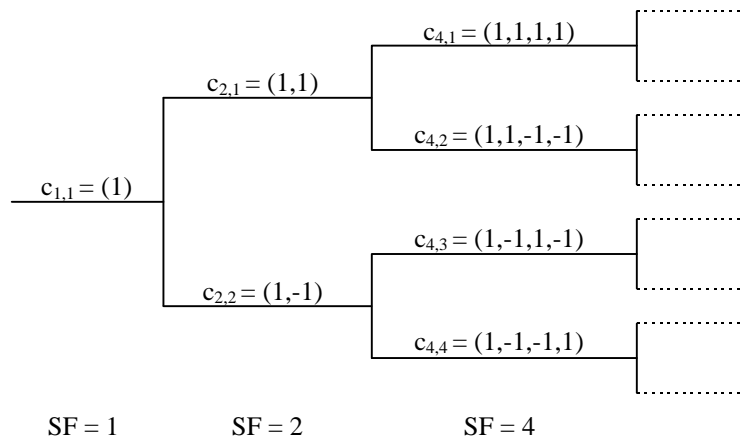 c4,1 = (1,1,1,1)
c2,1 = (1,1)
c4,2 = (1,1,-1,-1)
c1,1 = (1)
c4,3 = (1,-1,1,-1)
c2,2 = (1,-1)
c4,4 = (1,-1,-1,1)
SF = 1 SF = 2 SF = 4